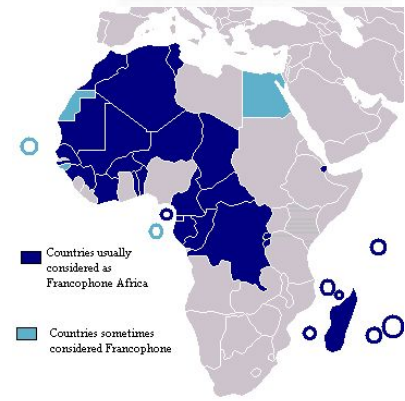 Countries usually
considered as
Francophone Africa
Countries sometimes
considered Francophone